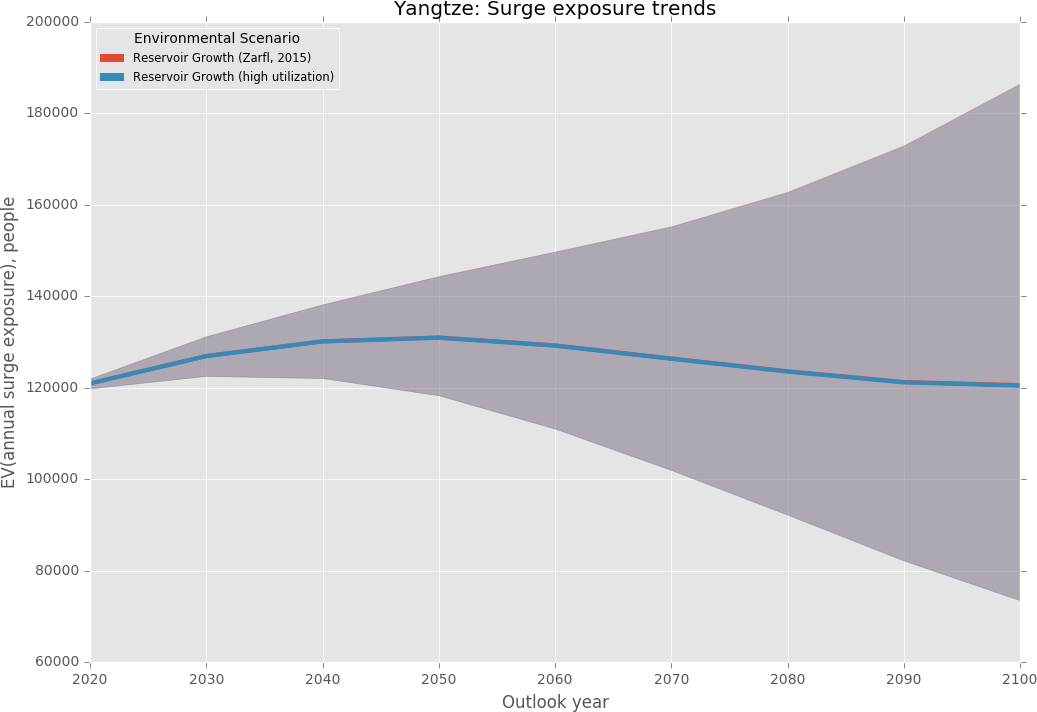 Yangtze: Surge exposure trends
200000
180000
160000
140000
120000
100000
80000
60000
EV(annual surge exposure), people
Environmental Scenario
Reservoir Growth (Zarfl, 2015)
Reservoir Growth (high utilization)
2020 2030 2040 2050 2060 2070 2080 2090 2100
Outlook year